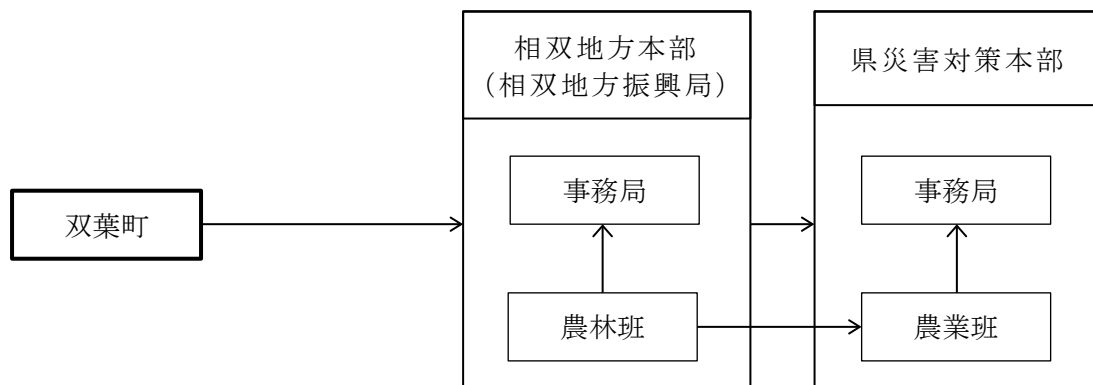 相双地方本部
（相双地方振興局）
県災害対策本部
事務局
事務局
双葉町
農林班
農業班